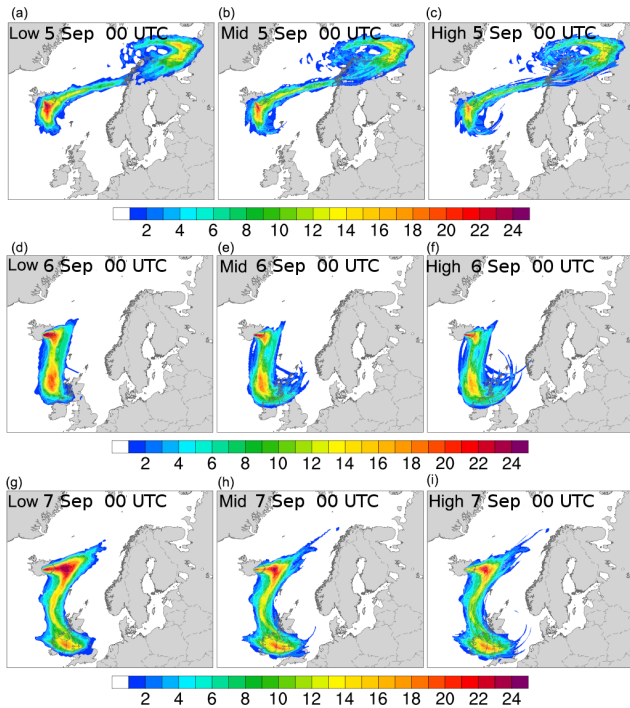 (a) (b) (c)
Low 5 Sep 00 UTC Mid 5 Sep 00 UTC High 5 Sep 00 UTC
2 4 6 8 10 12 14 16 18 20 22 24
(d) (e) (f)
Low 6 Sep 00 UTC Mid 6 Sep 00 UTC High 6 Sep 00 UTC
2 4 6 8 10 12 14 16 18 20 22 24
(g) (h) (i)
Low 7 Sep 00 UTC Mid 7 Sep 00 UTC High 7 Sep 00 UTC
2 4 6 8 10 12 14 16 18 20 22 24